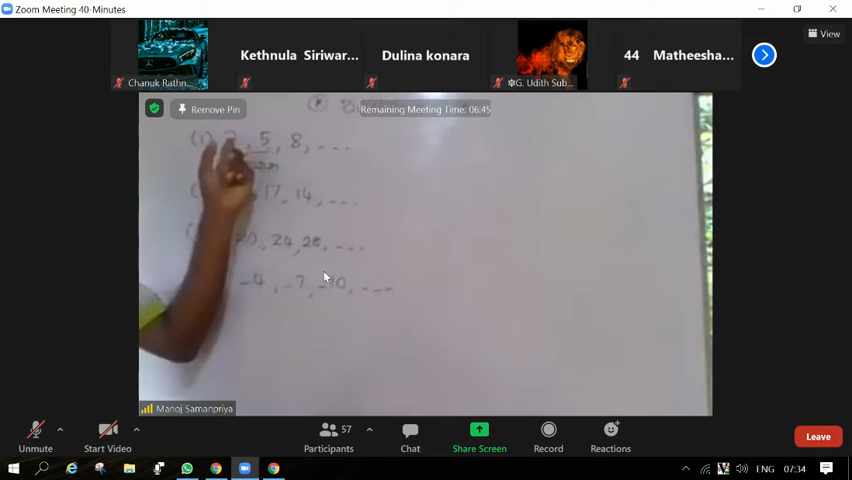 Zoom Meeting 40-Minutes
View
Chanuk Rathn...
Kethnula Siriwar...
Dulina konara
G. Udith Sub...
44 Matheesha...
Remove Pin
Remaining Meeting Time: 06:45
(1) 2, 5, 8, ---
17, 14, ---
24, 28, ---
-4, -7, -10, ---
Manoj Samanpriya
Unmute
Start Video
57
Participants
Chat
Share Screen
Record
Reactions
Leave
ENG
07:34